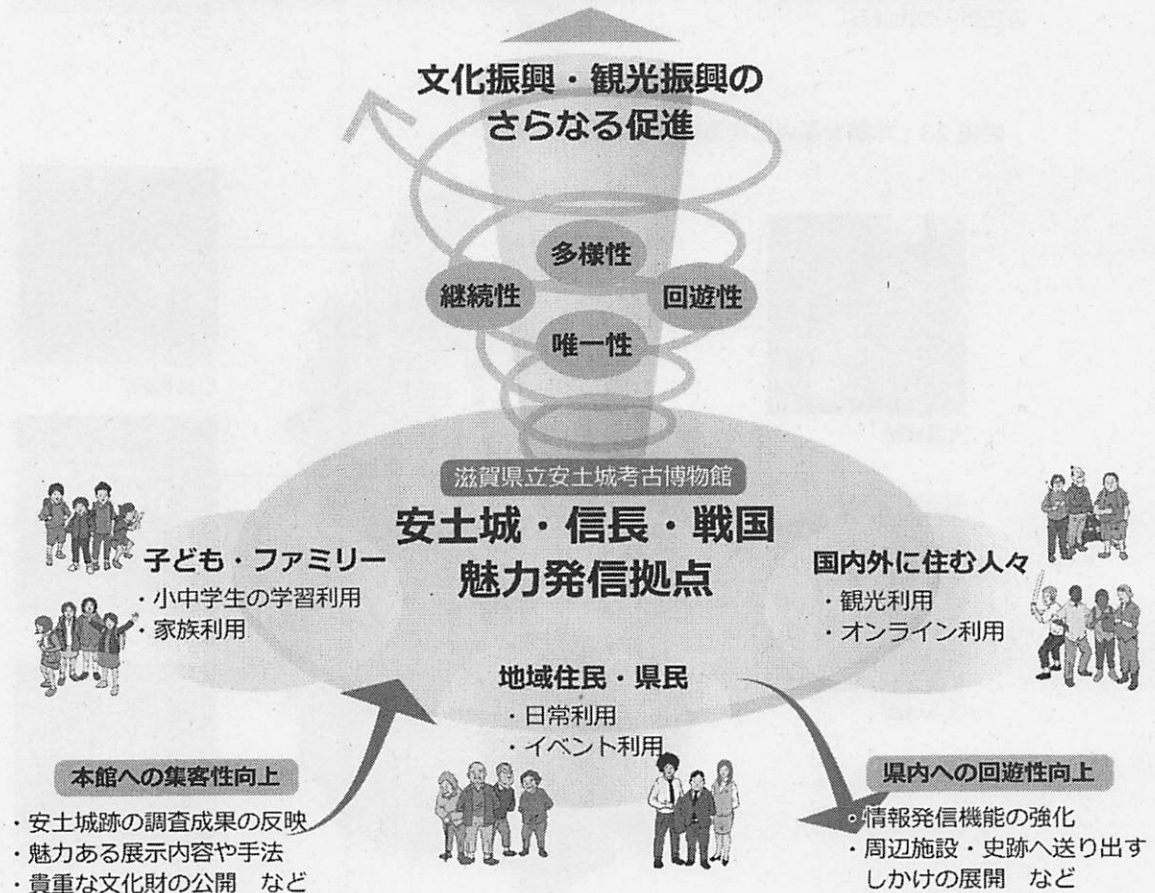 文化振興・観光振興の
さらなる促進
多様性
継続性
回遊性
唯一性
滋賀県立安土城考古博物館
安土城・信長・戦国
魅力発信拠点
子ども・ファミリー
・小中学生の学習利用
・家族利用
国内外に住む人々
・観光利用
・オンライン利用
地域住民・県民
・日常利用
・イベント利用
本館への集客性向上
・安土城跡の調査成果の反映
・魅力ある展示内容や手法
・貴重な文化財の公開　など
県内への回遊性向上
・情報発信機能の強化
・周辺施設・史跡へ送り出す
しかけの展開　など